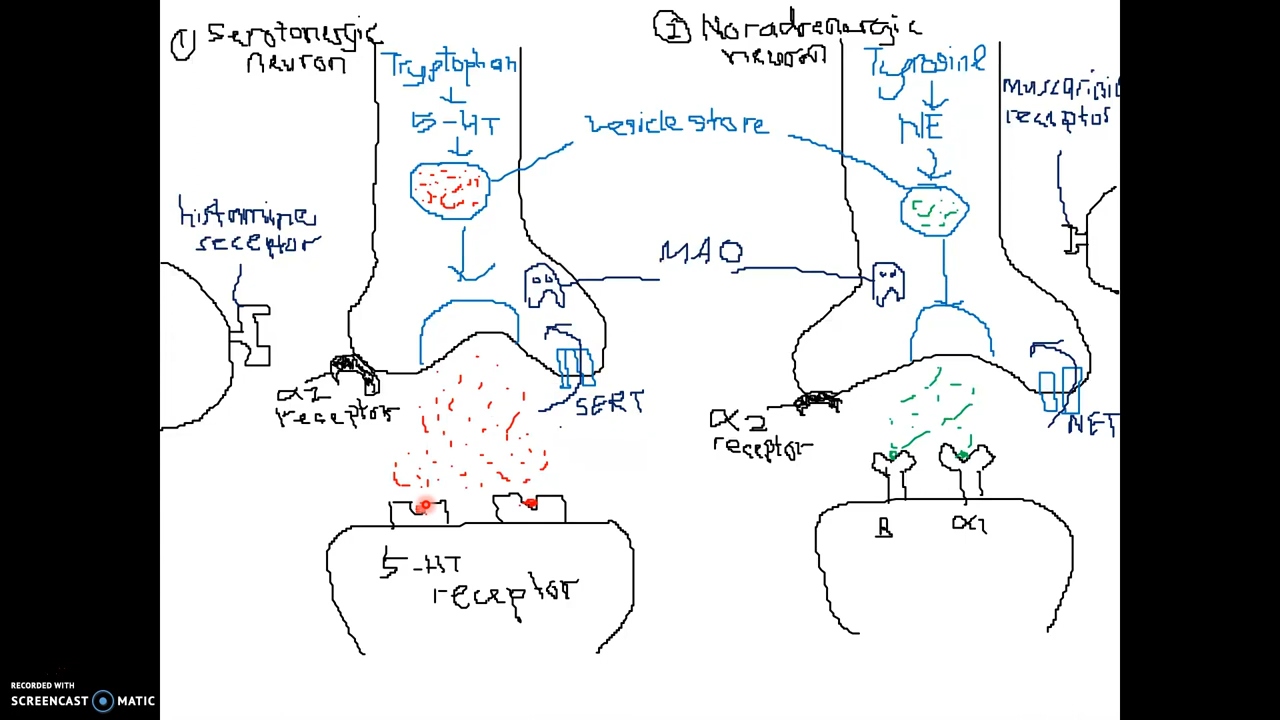 ① Serotonergic
neuron
② Noradrenergic
neuron
Tryptophan
5-HT
vesicle store
Tyrosine
NE
muscarinic
receptor
histamine
receptor
MAO
α2
receptor
SERT
α2
receptor
NET
5-HT
receptor
B
α1
RECORDED WITH
SCREENCAST MATIC